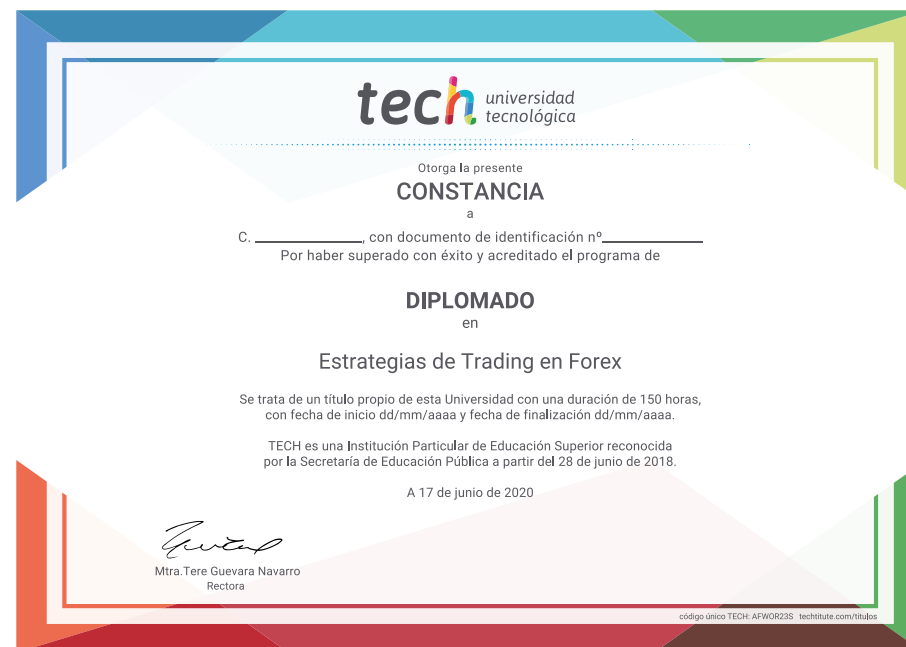 tech universidad
tecnológica
Otorga la presente
CONSTANCIA
a
C. ______________, con documento de identificación nº_____________
Por haber superado con éxito y acreditado el programa de
DIPLOMADO
en
Estrategias de Trading en Forex
Se trata de un título propio de esta Universidad con una duración de 150 horas,
con fecha de inicio dd/mm/aaaa y fecha de finalización dd/mm/aaaa.
TECH es una Institución Particular de Educación Superior reconocida
por la Secretaría de Educación Pública a partir del 28 de junio de 2018.
A 17 de junio de 2020
Mtra.Tere Guevara Navarro
Rectora
código único TECH: AFWOR23S techtitute.com/titulos